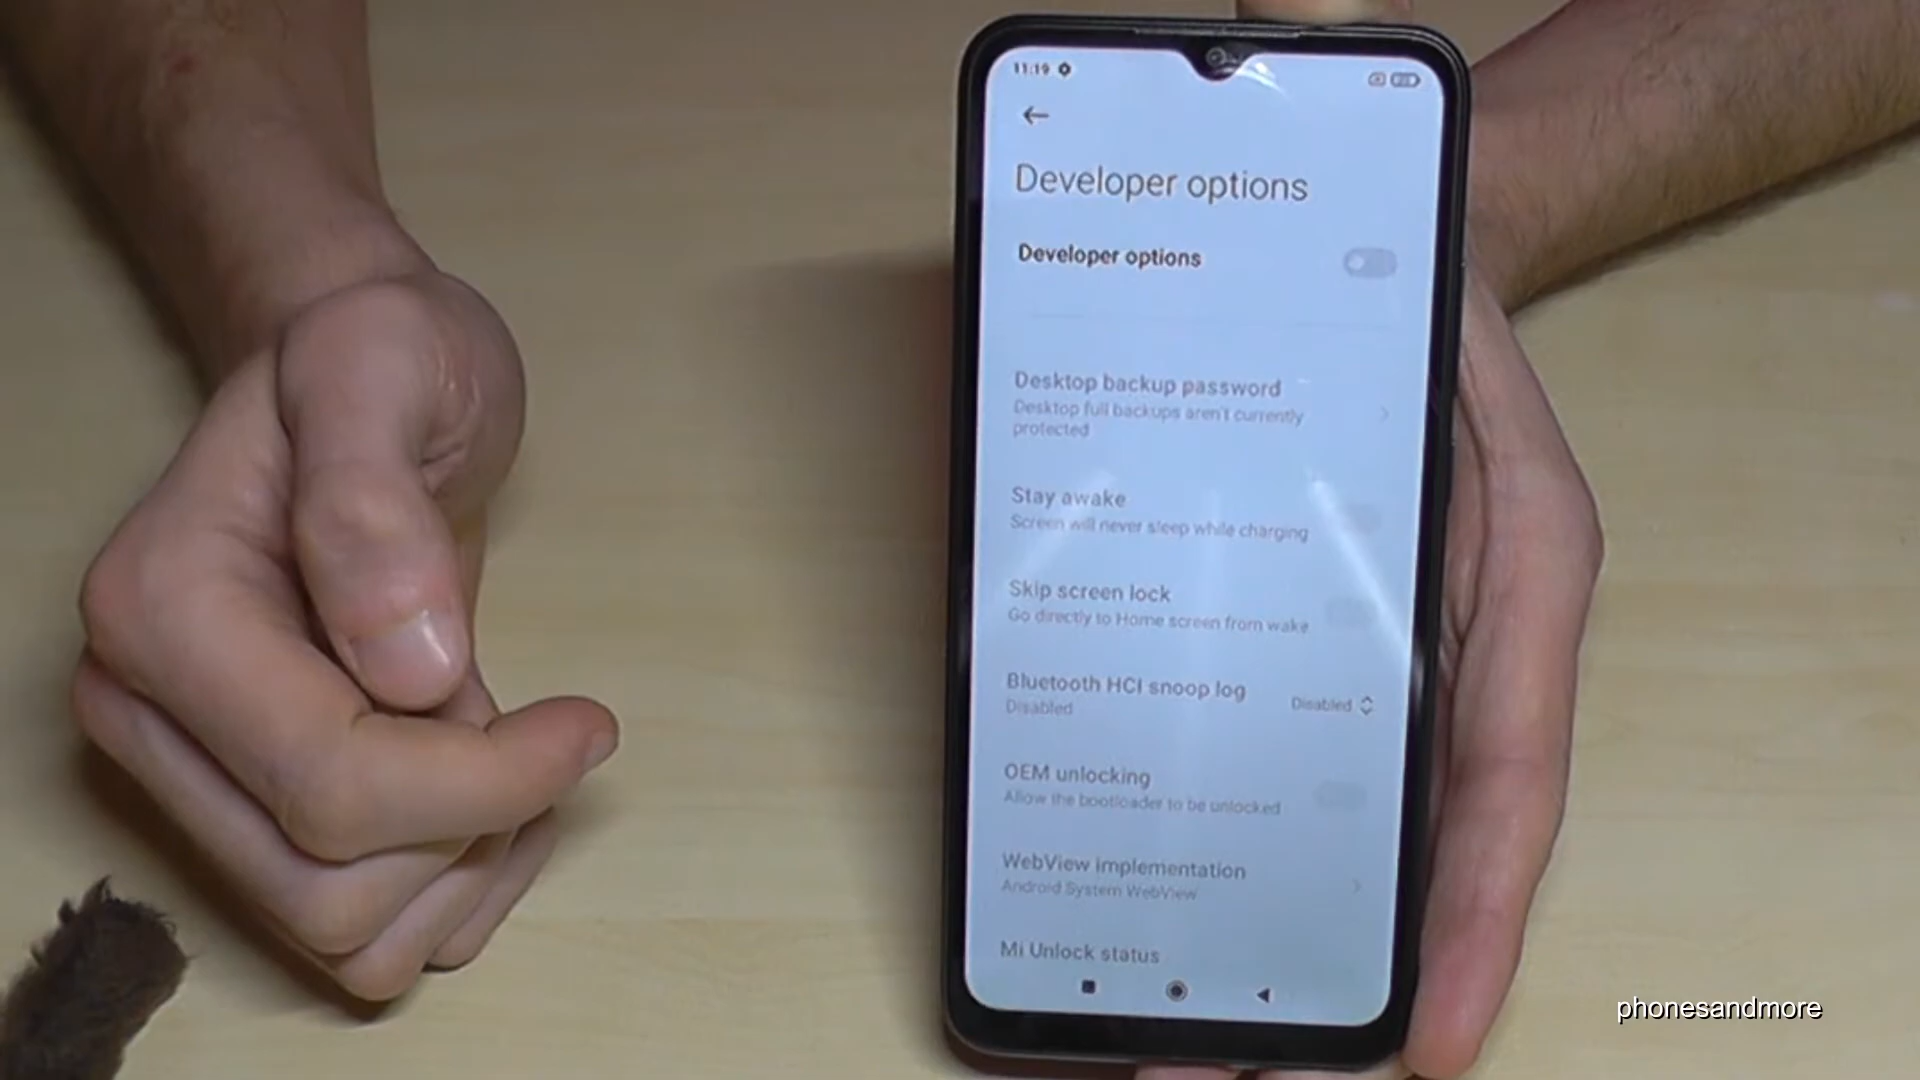 11:19
Developer options
Developer options
Desktop backup password
Desktop full backups aren't currently
protected
Stay awake
Screen will never sleep while charging
Skip screen lock
Go directly to Home screen from wake
Bluetooth HCI snoop log
Disabled
Disabled
OEM unlocking
Allow the bootloader to be unlocked
WebView implementation
Android System WebView
Mi Unlock status
phonesandmore